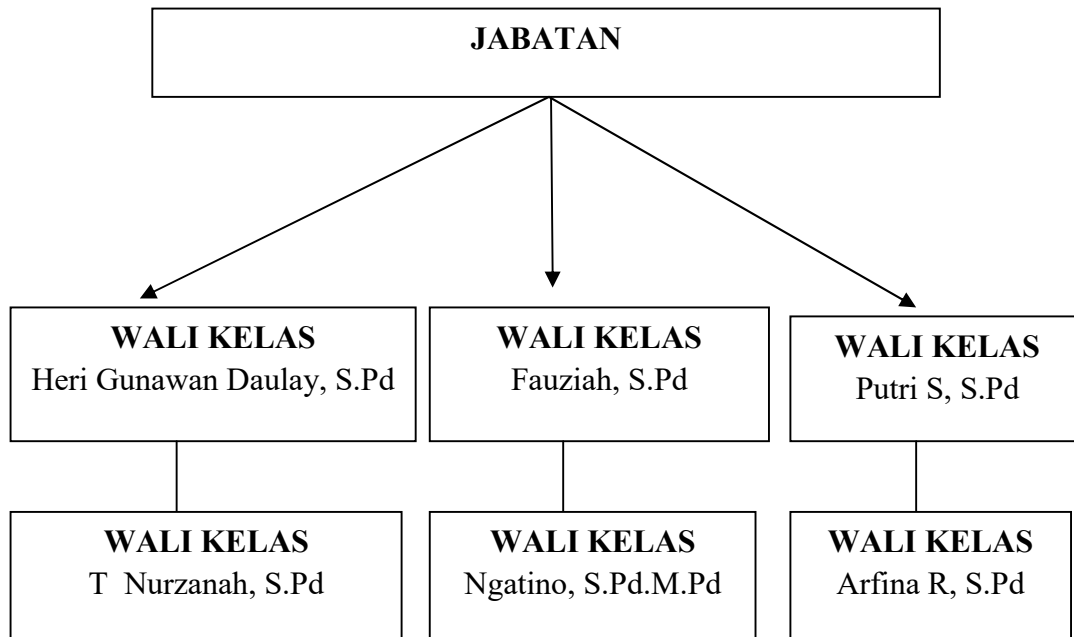 JABATAN
WALI KELAS
Heri Gunawan Daulay, S.Pd
WALI KELAS
Fauziah, S.Pd
WALI KELAS
Putri S, S.Pd
WALI KELAS
T Nurzanah, S.Pd
WALI KELAS
Ngatino, S.Pd.M.Pd
WALI KELAS
Arfina R, S.Pd